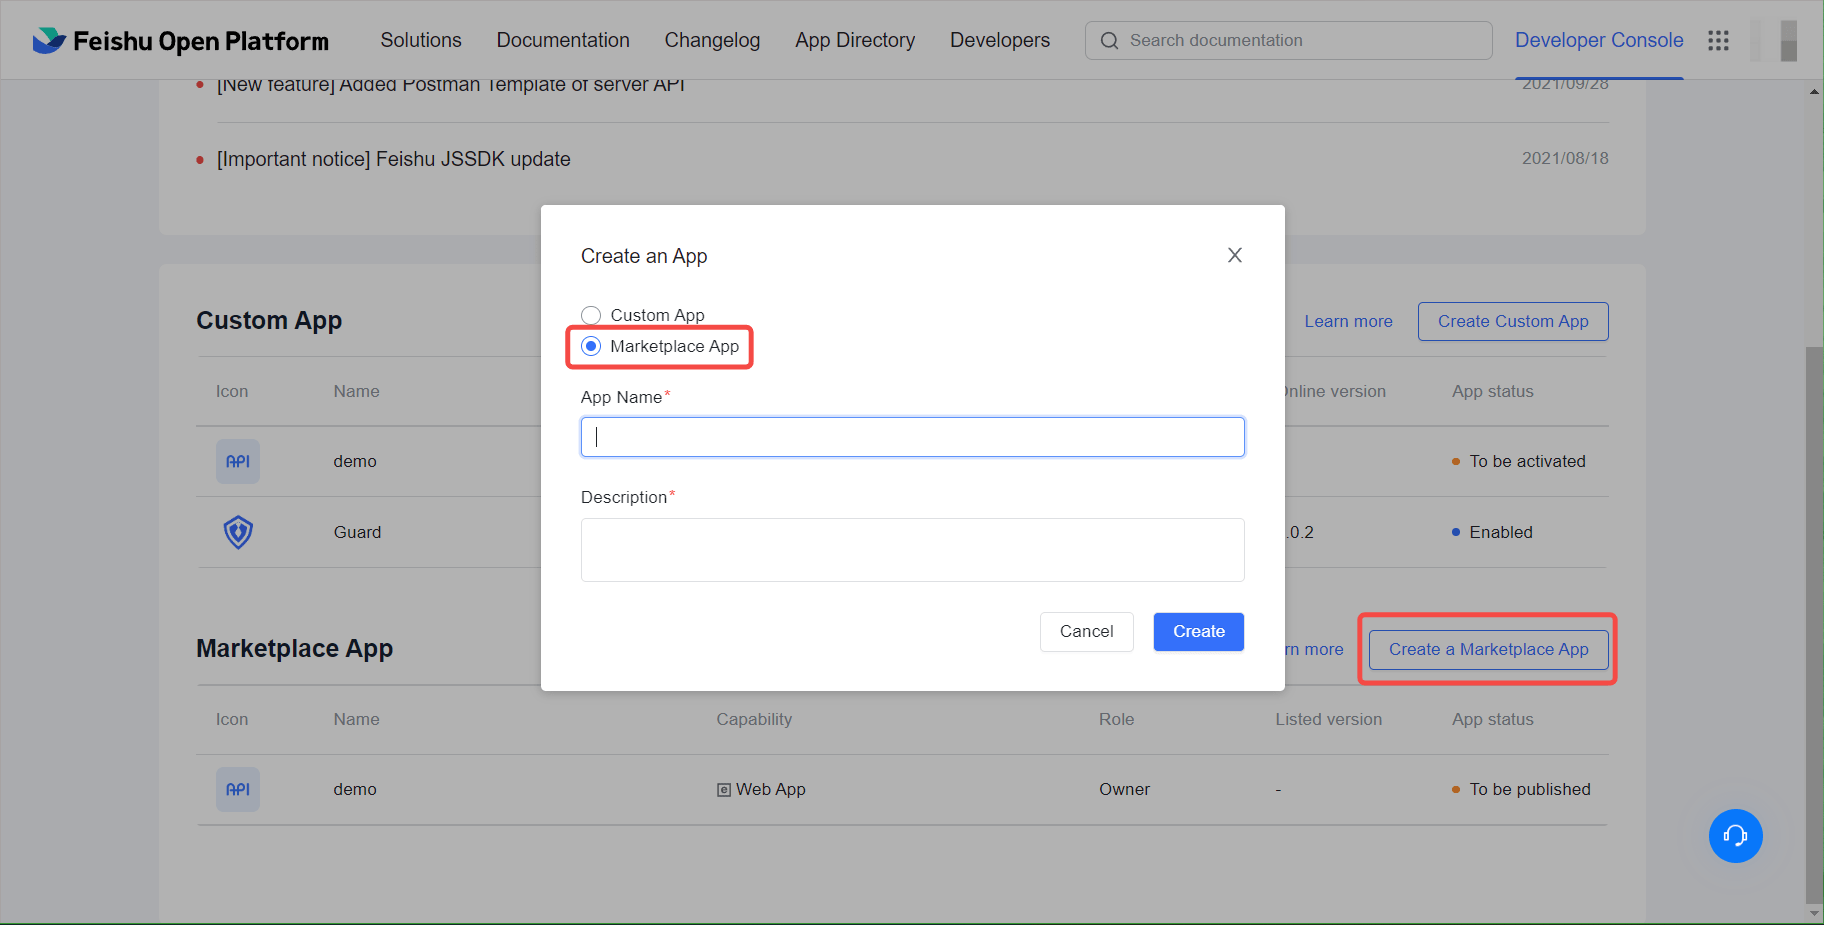 Feishu Open Platform Solutions Documentation Changelog App Directory Developers Search documentation Developer Console
[New feature] Added Postman Template of server API 2021/09/28
[Important notice] Feishu JSSDK update 2021/08/18
Create an App
Custom App
Marketplace App
App Name*
Description*
Cancel Create
Custom App Learn more Create Custom App
Icon Name Online version App status
API demo To be activated
Guard .0.2 Enabled
Marketplace App rn more Create a Marketplace App
Icon Name Capability Role Listed version App status
API demo Web App Owner - To be published